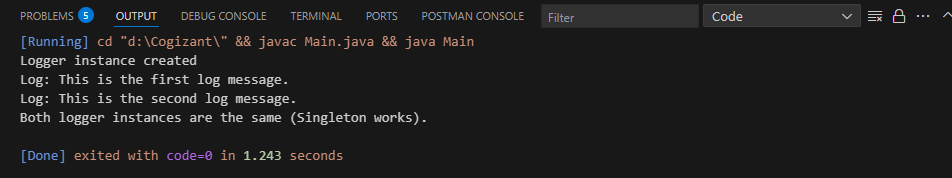 PROBLEMS 5 OUTPUT DEBUG CONSOLE TERMINAL PORTS POSTMAN CONSOLE Filter Code
[Running] cd "d:\Cogizant\" && javac Main.java && java Main
Logger instance created
Log: This is the first log message.
Log: This is the second log message.
Both logger instances are the same (Singleton works).
[Done] exited with code=0 in 1.243 seconds